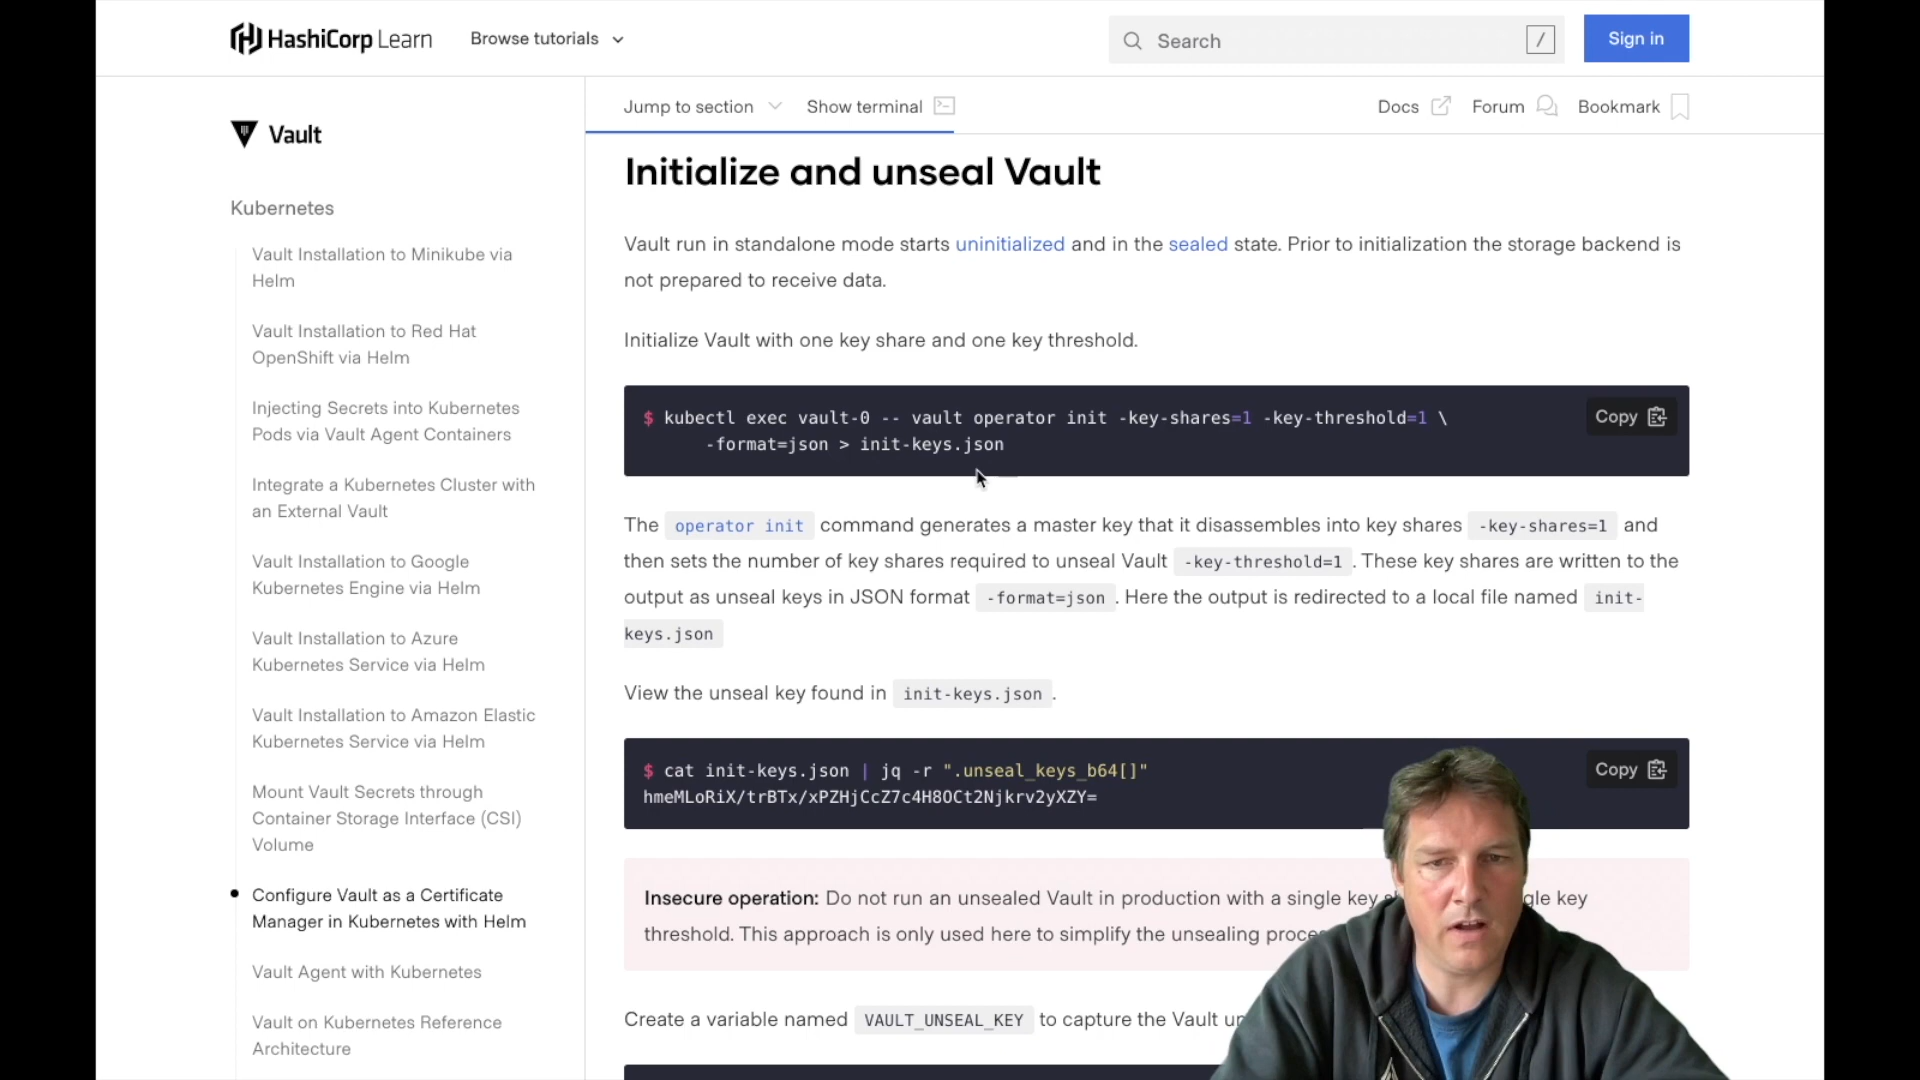 HashiCorp Learn
Browse tutorials
Search
/
Sign in
Vault
Kubernetes
Vault Installation to Minikube via
Helm
Vault Installation to Red Hat
OpenShift via Helm
Injecting Secrets into Kubernetes
Pods via Vault Agent Containers
Integrate a Kubernetes Cluster with
an External Vault
Vault Installation to Google
Kubernetes Engine via Helm
Vault Installation to Azure
Kubernetes Service via Helm
Vault Installation to Amazon Elastic
Kubernetes Service via Helm
Mount Vault Secrets through
Container Storage Interface (CSI)
Volume
Configure Vault as a Certificate
Manager in Kubernetes with Helm
Vault Agent with Kubernetes
Vault on Kubernetes Reference
Architecture
Jump to section
Show terminal
Docs
Forum
Bookmark
Initialize and unseal Vault
Vault run in standalone mode starts uninitialized and in the sealed state. Prior to initialization the storage backend is
not prepared to receive data.
Initialize Vault with one key share and one key threshold.
$ kubectl exec vault-0 -- vault operator init -key-shares=1 -key-threshold=1 \
-format=json > init-keys.json
Copy
The operator init command generates a master key that it disassembles into key shares -key-shares=1 and
then sets the number of key shares required to unseal Vault -key-threshold=1 . These key shares are written to the
output as unseal keys in JSON format -format=json . Here the output is redirected to a local file named init-
keys.json
View the unseal key found in init-keys.json .
$ cat init-keys.json | jq -r ".unseal_keys_b64[]"
hmeMLoRiX/trBTx/xPZHjCcZ7c4H8OCt2Njkrv2yXZY=
Copy
Insecure operation: Do not run an unsealed Vault in production with a single key key
threshold. This approach is only used here to simplify the unsealing
Create a variable named VAULT_UNSEAL_KEY to capture the Vault